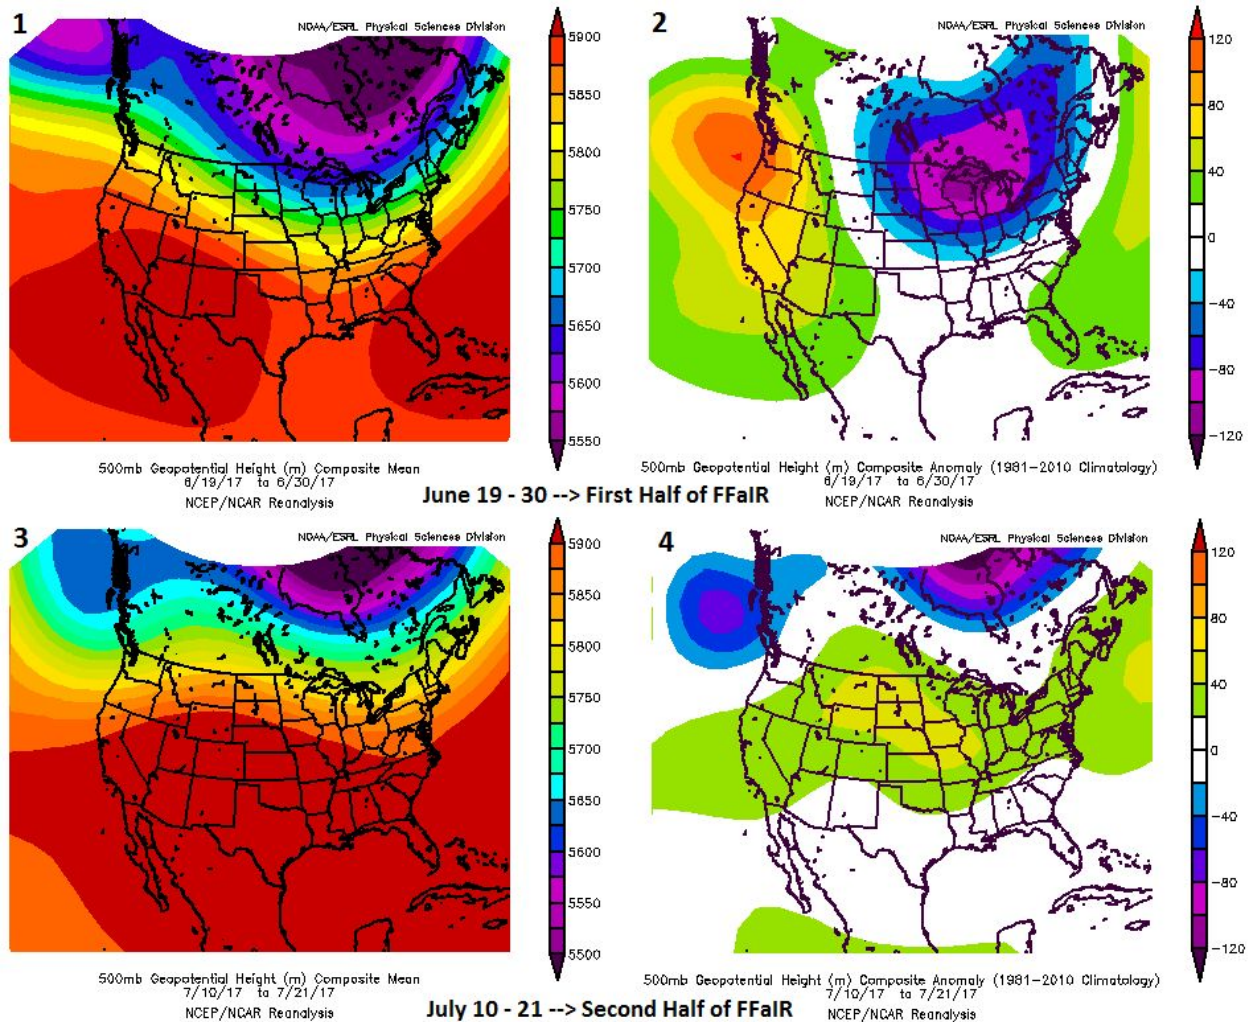 1
NOAA/ESRL Physical Sciences Division
5900
5850
5800
5750
5700
5650
5600
5550
500mb Geopotential Height (m) Composite Mean
6/19/17 to 6/30/17
NCEP/NCAR Reanalysis
2
NOAA/ESRL Physical Sciences Division
120
80
40
0
-40
-80
-120
500mb Geopotential Height (m) Composite Anomaly (1981-2010 Climatology)
6/19/17 to 6/30/17
NCEP/NCAR Reanalysis
June 19 - 30 --> First Half of FFaIR
3
NOAA/ESRL Physical Sciences Division
5900
5850
5800
5750
5700
5650
5600
5550
5500
500mb Geopotential Height (m) Composite Mean
7/10/17 to 7/21/17
NCEP/NCAR Reanalysis
4
NOAA/ESRL Physical Sciences Division
120
80
40
0
-40
-80
-120
500mb Geopotential Height (m) Composite Anomaly (1981-2010 Climatology)
7/10/17 to 7/21/17
NCEP/NCAR Reanalysis
July 10 - 21 --> Second Half of FFaIR